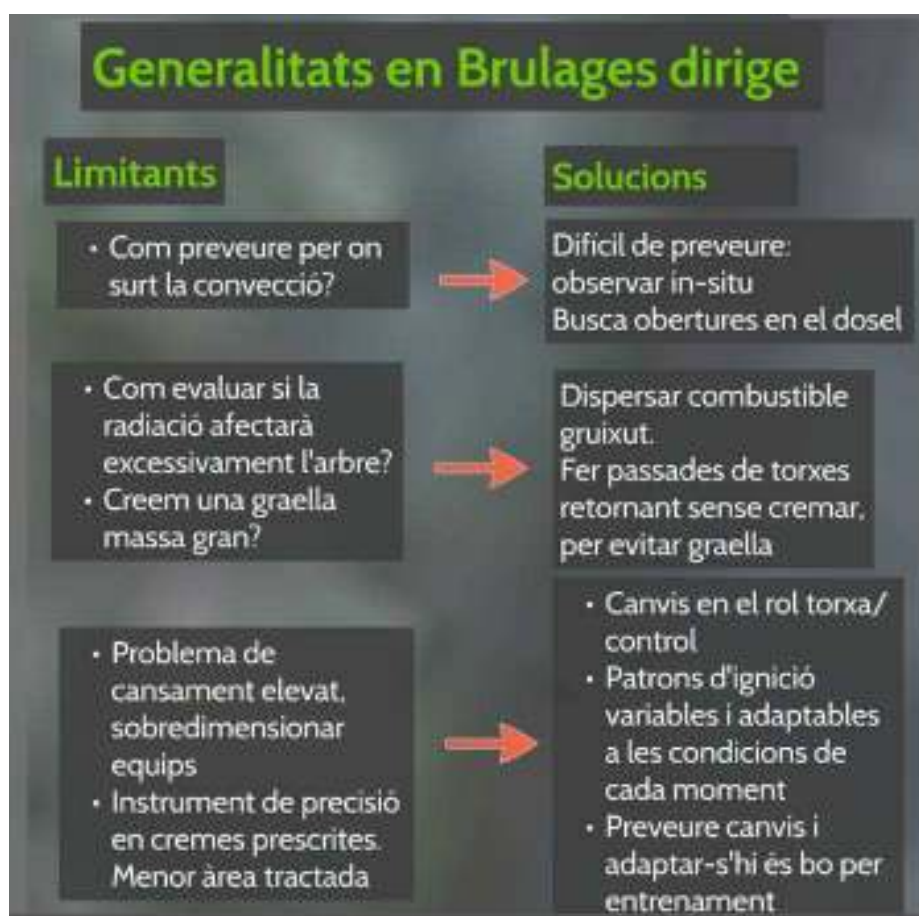 Generalitats en Brulages dirige
Limitants
Solucions
• Com preveure per on
surt la convecció?
Difícil de preveure:
observar in-situ
Busca obertures en el dosel
• Com evaluar si la
radiació afectarà
excessivament l'arbre?
• Creem una graella
massa gran?
Dispersar combustible
gruixut.
Fer passades de torxes
retornant sense cremar,
per evitar graella
• Problema de
cansament elevat,
sobredimensionar
equips
• Instrument de precisió
en cremes prescrites.
Menor àrea tractada
• Canvis en el rol torxa/
control
• Patrons d'ignició
variables i adaptables
a les condicions de
cada moment
• Preveure canvis i
adaptar-s'hi és bo per
entrenament